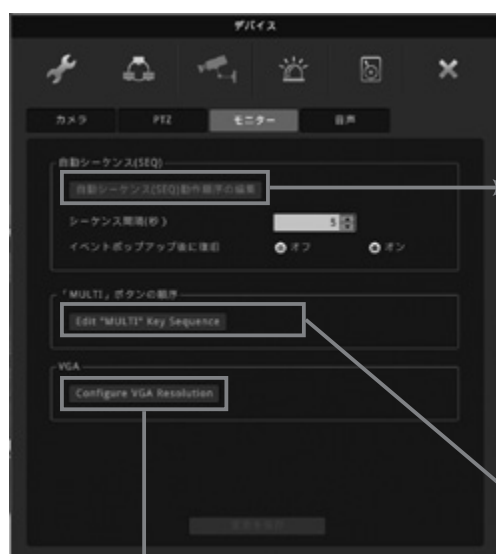 デバイス
カメラ
PTZ
モニター
音声
自動シーケンス(SEQ)
自動シーケンス(SEQ)動作順序の編集
シーケンス間隔(秒)
5
イベントポップアップ後に復旧
オフ
オン
「MULTI」ボタンの順序
Edit "MULTI" Key Sequence
VGA
Configure VGA Resolution